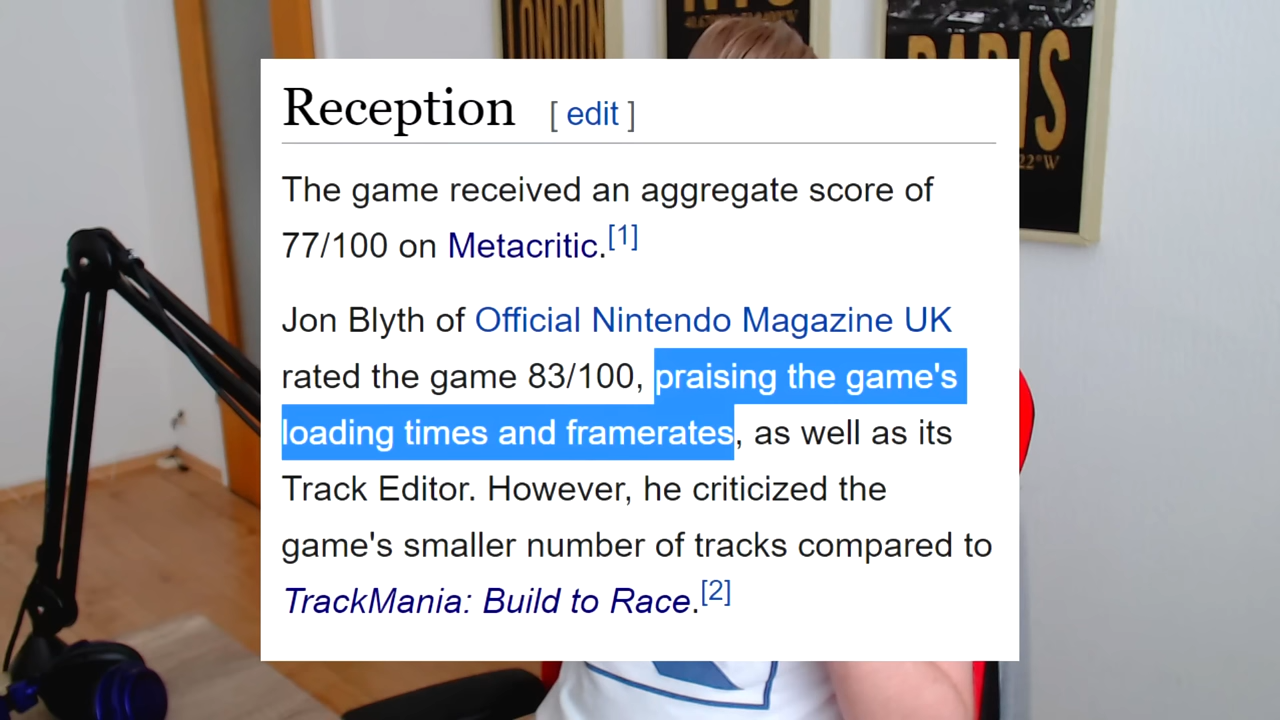 LONDON
NYC
PARIS
22°W
Reception [ edit ]
The game received an aggregate score of
77/100 on Metacritic.[1]
Jon Blyth of Official Nintendo Magazine UK
rated the game 83/100, praising the game's
loading times and framerates, as well as its
Track Editor. However, he criticized the
game's smaller number of tracks compared to
TrackMania: Build to Race.[2]